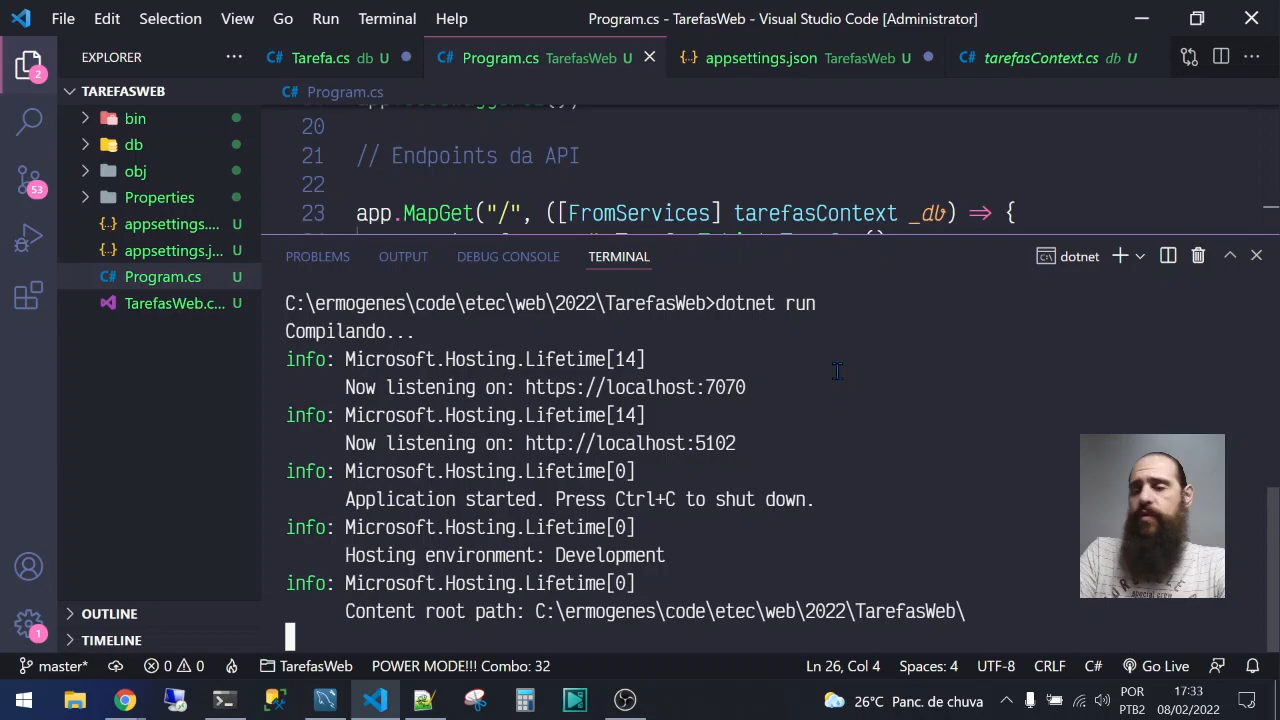 File Edit Selection View Go Run Terminal Help Program.cs - TarefasWeb - Visual Studio Code [Administrator]
EXPLORER ··· C# Tarefa.cs db U C# Program.cs TarefasWeb U {·} appsettings.json TarefasWeb U C# tarefasContext.cs db U ···
2
TAREFASWEB C# Program.cs
bin
20
db
21 // Endpoints da API
obj
53
22
Properties
23 app.MapGet("/", ([FromServices] tarefasContext _db) => {
{·} appsettings.... U
{·} appsettings.j... U
C# Program.cs U
TarefasWeb.c... U
PROBLEMS OUTPUT DEBUG CONSOLE TERMINAL dotnet
C:\ermogenes\code\etec\web\2022\TarefasWeb>dotnet run
Compilando...
info: Microsoft.Hosting.Lifetime[14]
Now listening on: https://localhost:7070
info: Microsoft.Hosting.Lifetime[14]
Now listening on: http://localhost:5102
info: Microsoft.Hosting.Lifetime[0]
Application started. Press Ctrl+C to shut down.
info: Microsoft.Hosting.Lifetime[0]
Hosting environment: Development
info: Microsoft.Hosting.Lifetime[0]
Content root path: C:\ermogenes\code\etec\web\2022\TarefasWeb\
OUTLINE
1
TIMELINE
master* 0 0 TarefasWeb POWER MODE!!! Combo: 32 Ln 26, Col 4 Spaces: 4 UTF-8 CRLF C# Go Live
26°C Panc. de chuva POR 17:33
PTB2 08/02/2022